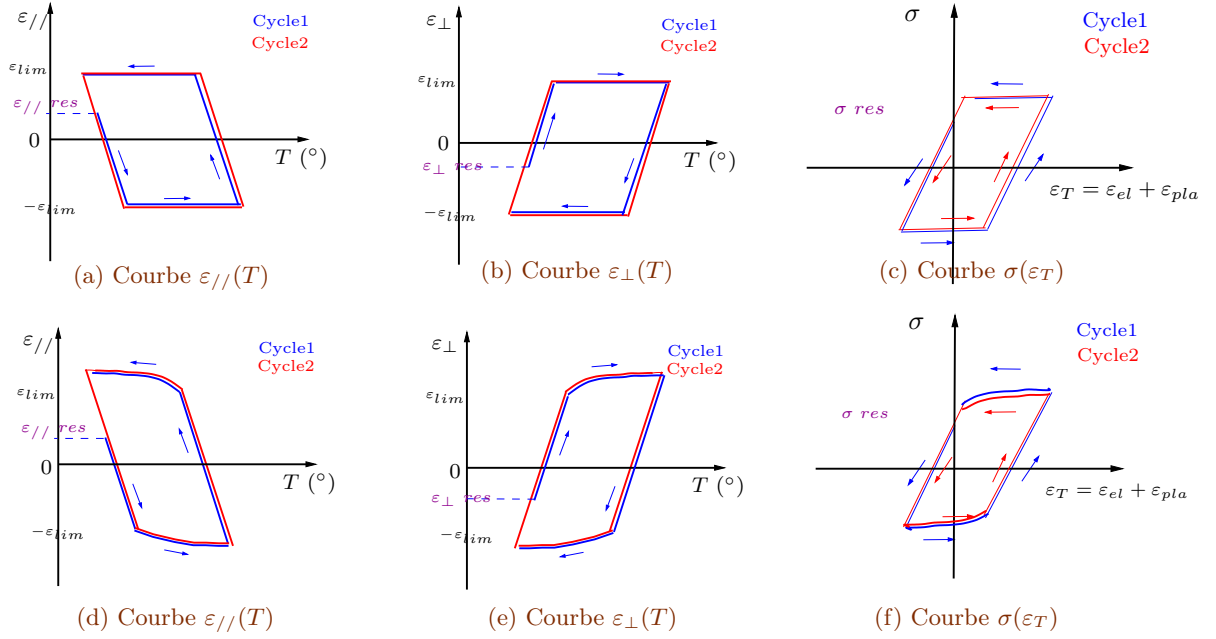 ε//
Cycle1
Cycle2
εlim
ε// res
0
T (°)
−εlim
(a) Courbe ε//(T)
ε⊥
Cycle1
Cycle2
εlim
0
ε⊥ res
T (°)
−εlim
(b) Courbe ε⊥(T)
σ
Cycle1
Cycle2
σ res
εT = εel + εpla
(c) Courbe σ(εT)
ε//
Cycle1
Cycle2
εlim
ε// res
0
T (°)
−εlim
(d) Courbe ε//(T)
ε⊥
Cycle1
Cycle2
εlim
0
ε⊥ res
T (°)
−εlim
(e) Courbe ε⊥(T)
σ
Cycle1
Cycle2
σ res
εT = εel + εpla
(f) Courbe σ(εT)